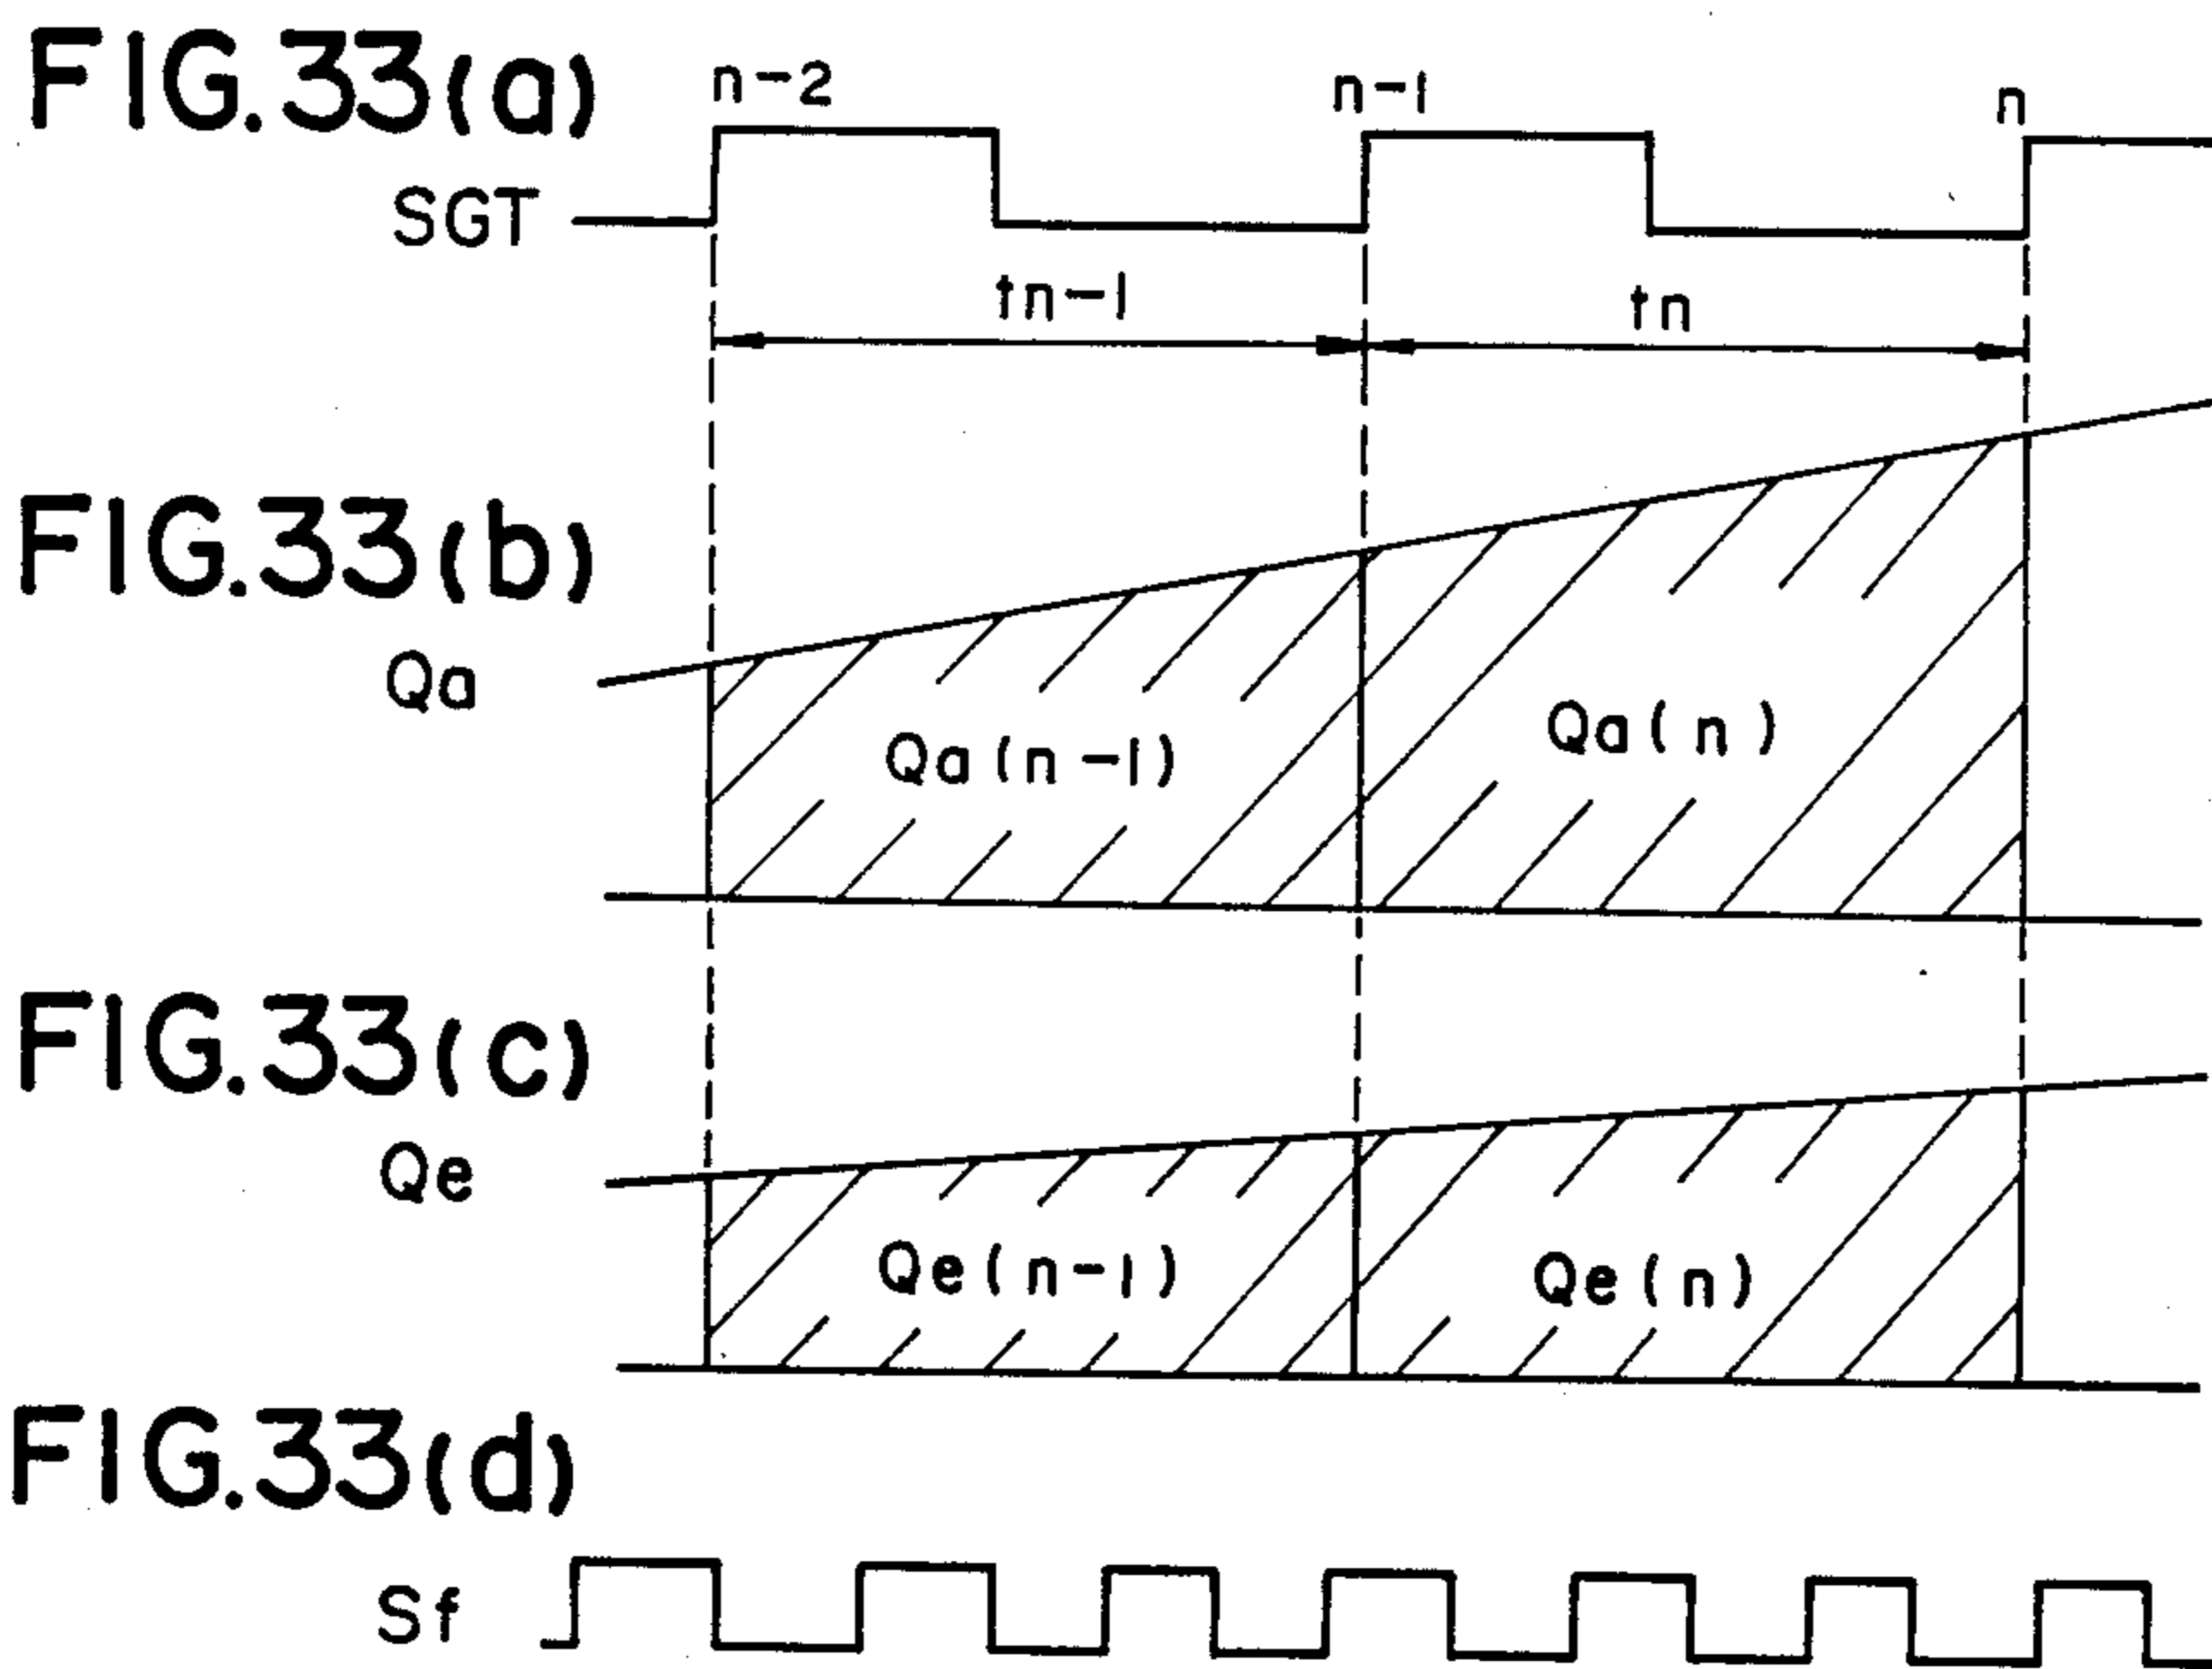 FIG.33(a)
n-2
n-1
n
SGT
tn-1
tn
FIG.33(b)
Qa
Qa(n-1)
Qa(n)
FIG.33(c)
Qe
Qe(n-1)
Qe(n)
FIG.33(d)
Sf